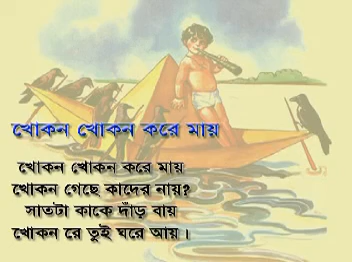 খোকন খোকন করে মায়
খোকন খোকন করে মায়
খোকন গেছে কাদের নায়?
সাতটা কাকে দাঁড় বায়
খোকন রে তুই ঘরে আয়।